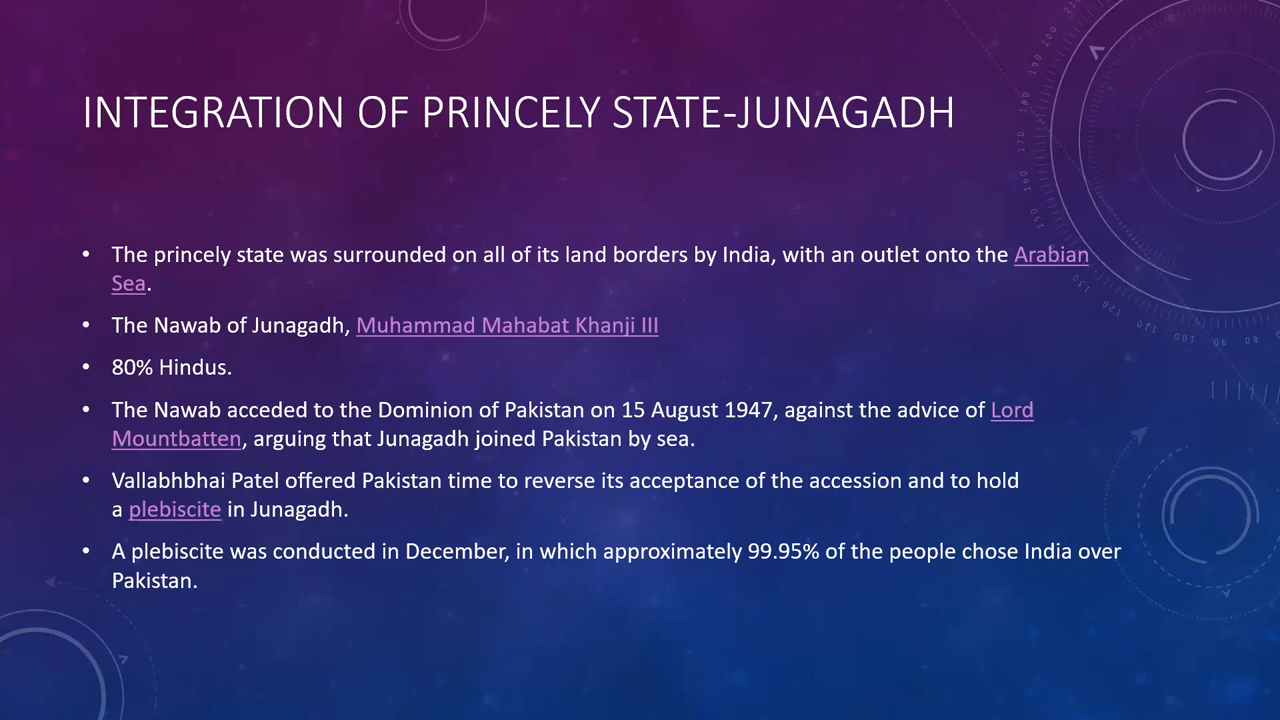 INTEGRATION OF PRINCELY STATE-JUNAGADH
• The princely state was surrounded on all of its land borders by India, with an outlet onto the Arabian
Sea.
• The Nawab of Junagadh, Muhammad Mahabat Khanji III
• 80% Hindus.
• The Nawab acceded to the Dominion of Pakistan on 15 August 1947, against the advice of Lord
Mountbatten, arguing that Junagadh joined Pakistan by sea.
• Vallabhbhai Patel offered Pakistan time to reverse its acceptance of the accession and to hold
a plebiscite in Junagadh.
• A plebiscite was conducted in December, in which approximately 99.95% of the people chose India over
Pakistan.